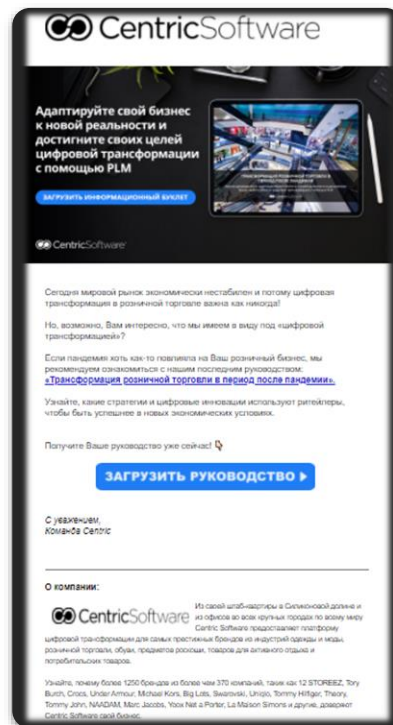 CentricSoftware
Адаптируйте свой бизнес
к новой реальности и
достигните своих целей
цифровой трансформации
с помощью PLM
ЗАГРУЗИТЬ ИНФОРМАЦИОННЫЙ БУКЛЕТ
ТРАНСФОРМАЦИЯ РОЗНИЧНОЙ ТОРГОВЛИ В
ПЕРИОД ПОСЛЕ ПАНДЕМИИ
CentricSoftware
Сегодня мировой рынок экономически нестабилен и потому цифровая
трансформация в розничной торговле важна как никогда!
Но, возможно, Вам интересно, что мы имеем в виду под «цифровой
трансформацией»?
Если пандемия хоть как-то повлияла на Ваш розничный бизнес, мы
рекомендуем ознакомиться с нашим последним руководством:
«Трансформация розничной торговли в период после пандемии».
Узнайте, какие стратегии и цифровые инновации используют ритейлеры,
чтобы быть успешнее в новых экономических условиях.
Получите Ваше руководство уже сейчас! 👇
ЗАГРУЗИТЬ РУКОВОДСТВО
С уважением,
Команда Centric
О компании:
CentricSoftware
Из своей штаб-квартиры в Силиконовой долине и
из офисов во всех крупных городах по всему миру
Centric Software предоставляет платформу
цифровой трансформации для самых престижных брендов из индустрий одежды и моды,
розничной торговли, обуви, предметов роскоши, товаров для активного отдыха и
потребительских товаров.
Узнайте, почему более 1250 брендов из более чем 370 компаний, таких как 12 STOREEZ, Tory
Burch, Crocs, Under Armour, Michael Kors, Big Lots, Swarovski, Uniqlo, Tommy Hilfiger, Theory,
Tommy John, NAADAM, Marc Jacobs, Yoox Net a Porter, La Maison Simons и другие, доверяют
Centric Software свой бизнес.